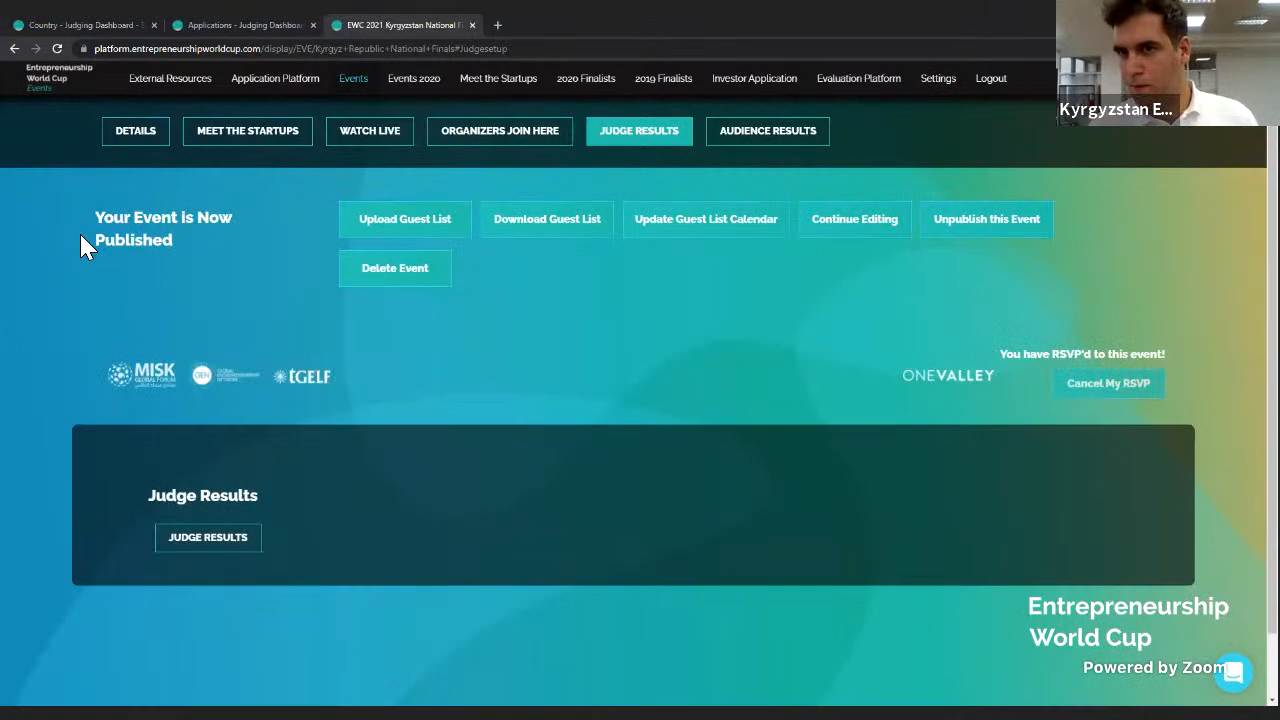 Country - Judging Dashboard - E
Applications - Judging Dashboa
EWC 2021 Kyrgyzstan National F
platform.entrepreneurshipworldcup.com/display/EVE/Kyrgyz+Republic+National+Finals#Judgesetup
Entrepreneurship
World Cup
Events
External Resources
Application Platform
Events
Events 2020
Meet the Startups
2020 Finalists
2019 Finalists
Investor Application
Evaluation Platform
Settings
Logout
Kyrgyzstan E...
DETAILS
MEET THE STARTUPS
WATCH LIVE
ORGANIZERS JOIN HERE
JUDGE RESULTS
AUDIENCE RESULTS
Your Event is Now
Published
Upload Guest List
Download Guest List
Update Guest List Calendar
Continue Editing
Unpublish this Event
Delete Event
You have RSVP'd to this event!
MISK
GLOBAL FORUM
GEN
GLOBAL
ENTREPRENEURSHIP
NETWORK
tGELF
ONEVALLEY
Cancel My RSVP
Judge Results
JUDGE RESULTS
Entrepreneurship
World Cup
Powered by Zoom